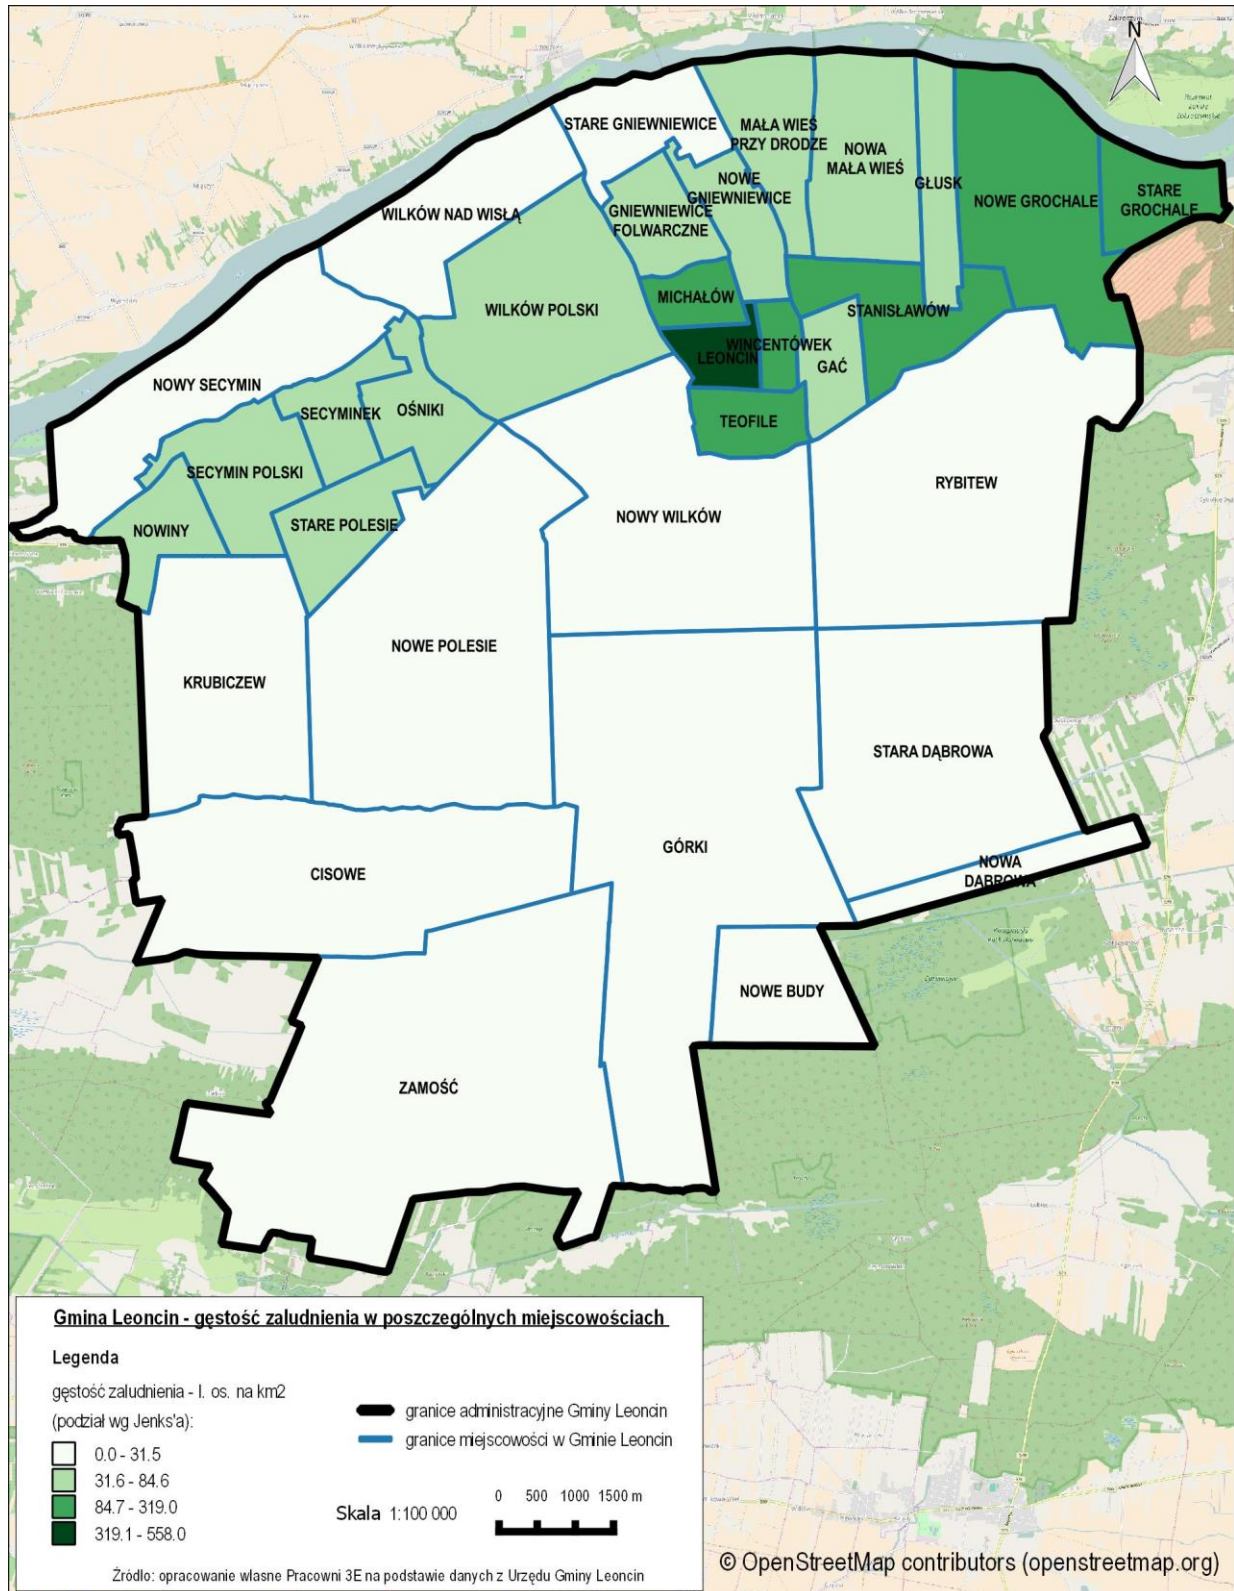 Zakroczym
N
STARE GNIEWNIEWICE
MAŁA WIEŚ
PRZY DRODZE
NOWA
MAŁA WIEŚ
GŁUSK
NOWE GROCHALE
STARE
GROCHALE
NOWE
GNIEWNIEWICE
GNIEWNIEWICE
FOLWARCZNE
WILKÓW NAD WISŁĄ
WILKÓW POLSKI
MICHAŁÓW
STANISŁAWÓW
WINCENTÓWEK
LEONCIN
GAĆ
NOWY SECYMIN
SECYMINEK
OŚNIKI
TEOFILE
SECYMIN POLSKI
RYBITEW
NOWINY
STARE POLESIE
NOWY WILKÓW
NOWE POLESIE
KRUBICZEW
STARA DĄBROWA
GÓRKI
CISOWE
NOWA
DĄBROWA
NOWE BUDY
ZAMOŚĆ
Gmina Leoncin - gęstość zaludnienia w poszczególnych miejscowościach
Legenda
gęstość zaludnienia - l. os. na km2
(podział wg Jenks'a):
0.0 - 31.5
31.6 - 84.6
84.7 - 319.0
319.1 - 558.0
granice administracyjne Gminy Leoncin
granice miejscowości w Gminie Leoncin
Skala 1:100 000
0 500 1000 1500 m
Źródło: opracowanie własne Pracowni 3E na podstawie danych z Urzędu Gminy Leoncin
© OpenStreetMap contributors (openstreetmap.org)